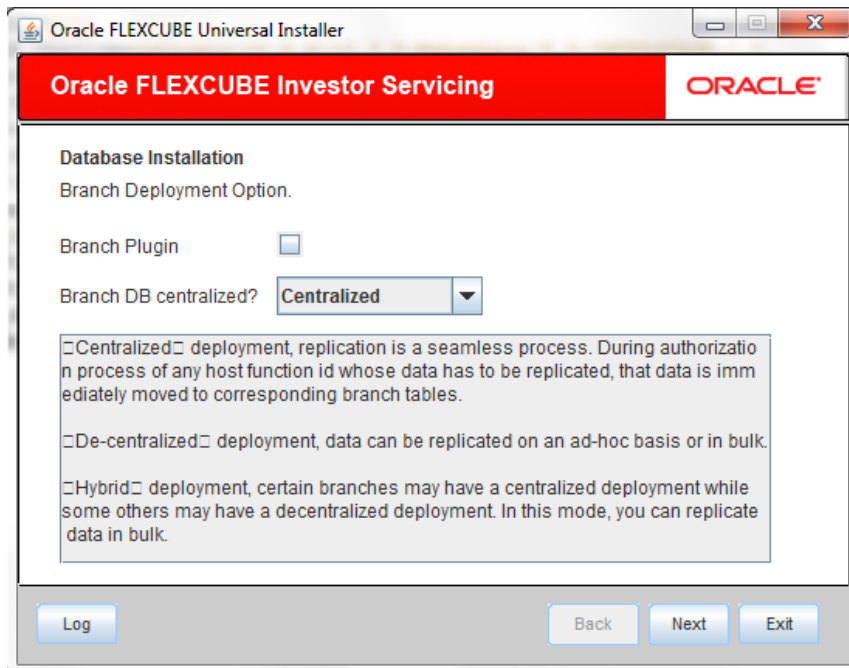 Oracle FLEXCUBE Universal Installer
Oracle FLEXCUBE Investor Servicing
ORACLE
Database Installation
Branch Deployment Option.
Branch Plugin
Branch DB centralized? Centralized
□Centralized□ deployment, replication is a seamless process. During authorizatio
n process of any host function id whose data has to be replicated, that data is imm
ediately moved to corresponding branch tables.
□De-centralized□ deployment, data can be replicated on an ad-hoc basis or in bulk.
□Hybrid□ deployment, certain branches may have a centralized deployment while
some others may have a decentralized deployment. In this mode, you can replicate
data in bulk.
Log Back Next Exit